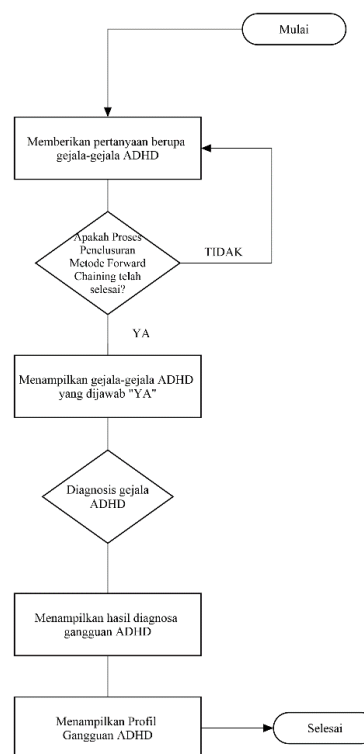 Mulai
Memberikan pertanyaan berupa
gejala-gejala ADHD
Apakah Proses
Penelusuran
Metode Forward
Chaining telah
selesai?
TIDAK
YA
Menampilkan gejala-gejala ADHD
yang dijawab "YA"
Diagnosis gejala
ADHD
Menampilkan hasil diagnosa
gangguan ADHD
Menampilkan Profil
Gangguan ADHD
Selesai